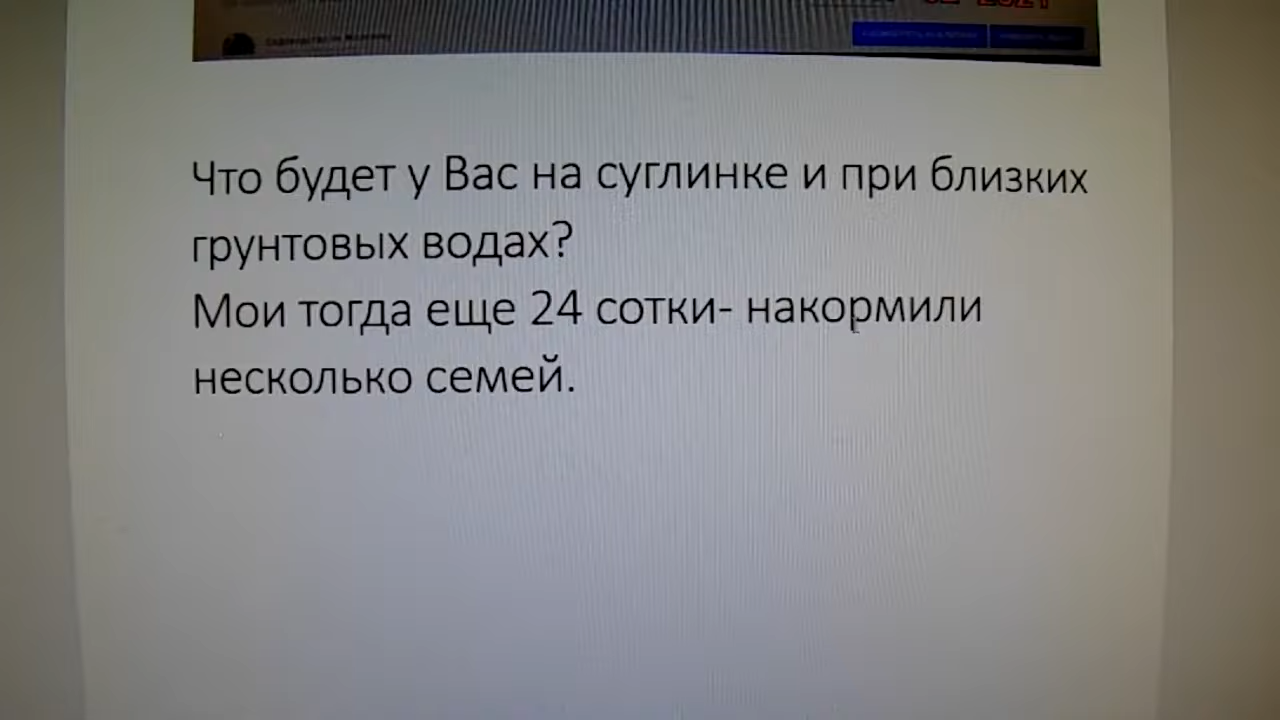 Что будет у Вас на суглинке и при близких
грунтовых водах?
Мои тогда еще 24 сотки- накормили
несколько семей.